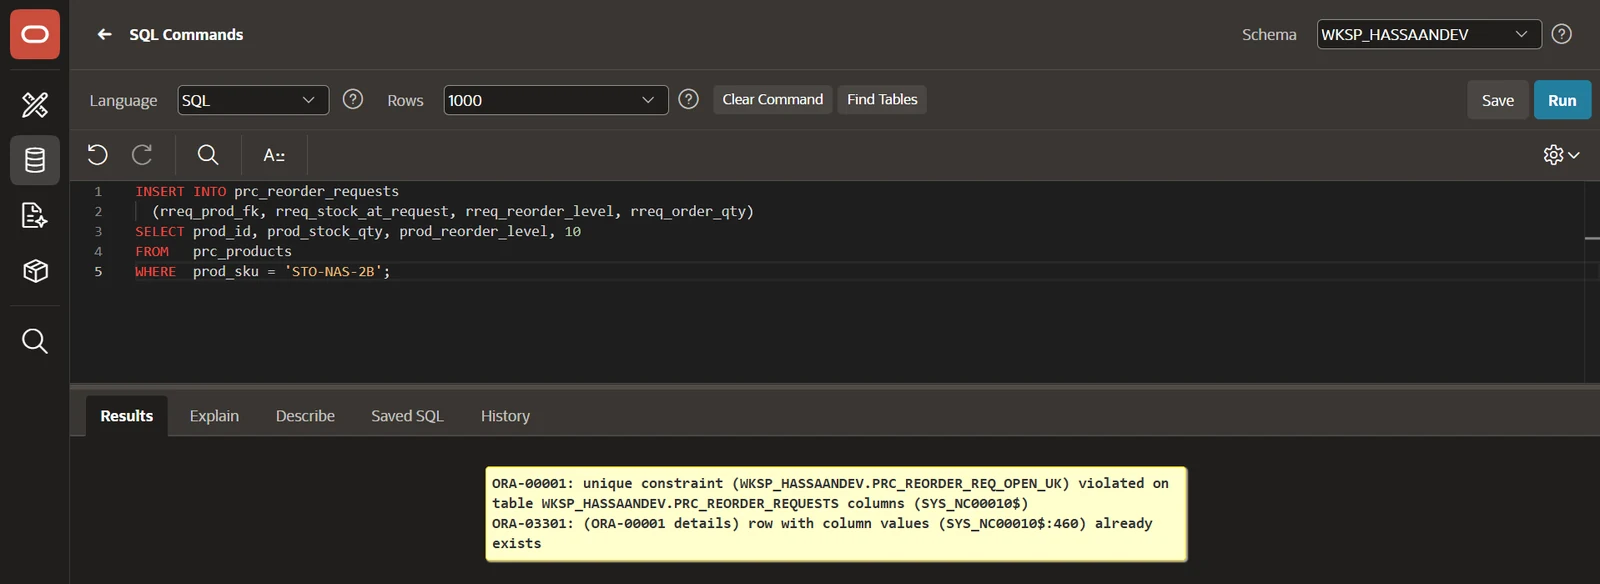 SQL Commands
Schema WKSP_HASSAANDEV
Language SQL Rows 1000 Clear Command Find Tables Save Run
A::
1 INSERT INTO prc_reorder_requests
2 (rreq_prod_fk, rreq_stock_at_request, rreq_reorder_level, rreq_order_qty)
3 SELECT prod_id, prod_stock_qty, prod_reorder_level, 10
4 FROM prc_products
5 WHERE prod_sku = 'STO-NAS-2B';
Results Explain Describe Saved SQL History
ORA-00001: unique constraint (WKSP_HASSAANDEV.PRC_REORDER_REQ_OPEN_UK) violated on
table WKSP_HASSAANDEV.PRC_REORDER_REQUESTS columns (SYS_NC00010$)
ORA-03301: (ORA-00001 details) row with column values (SYS_NC00010$:460) already
exists